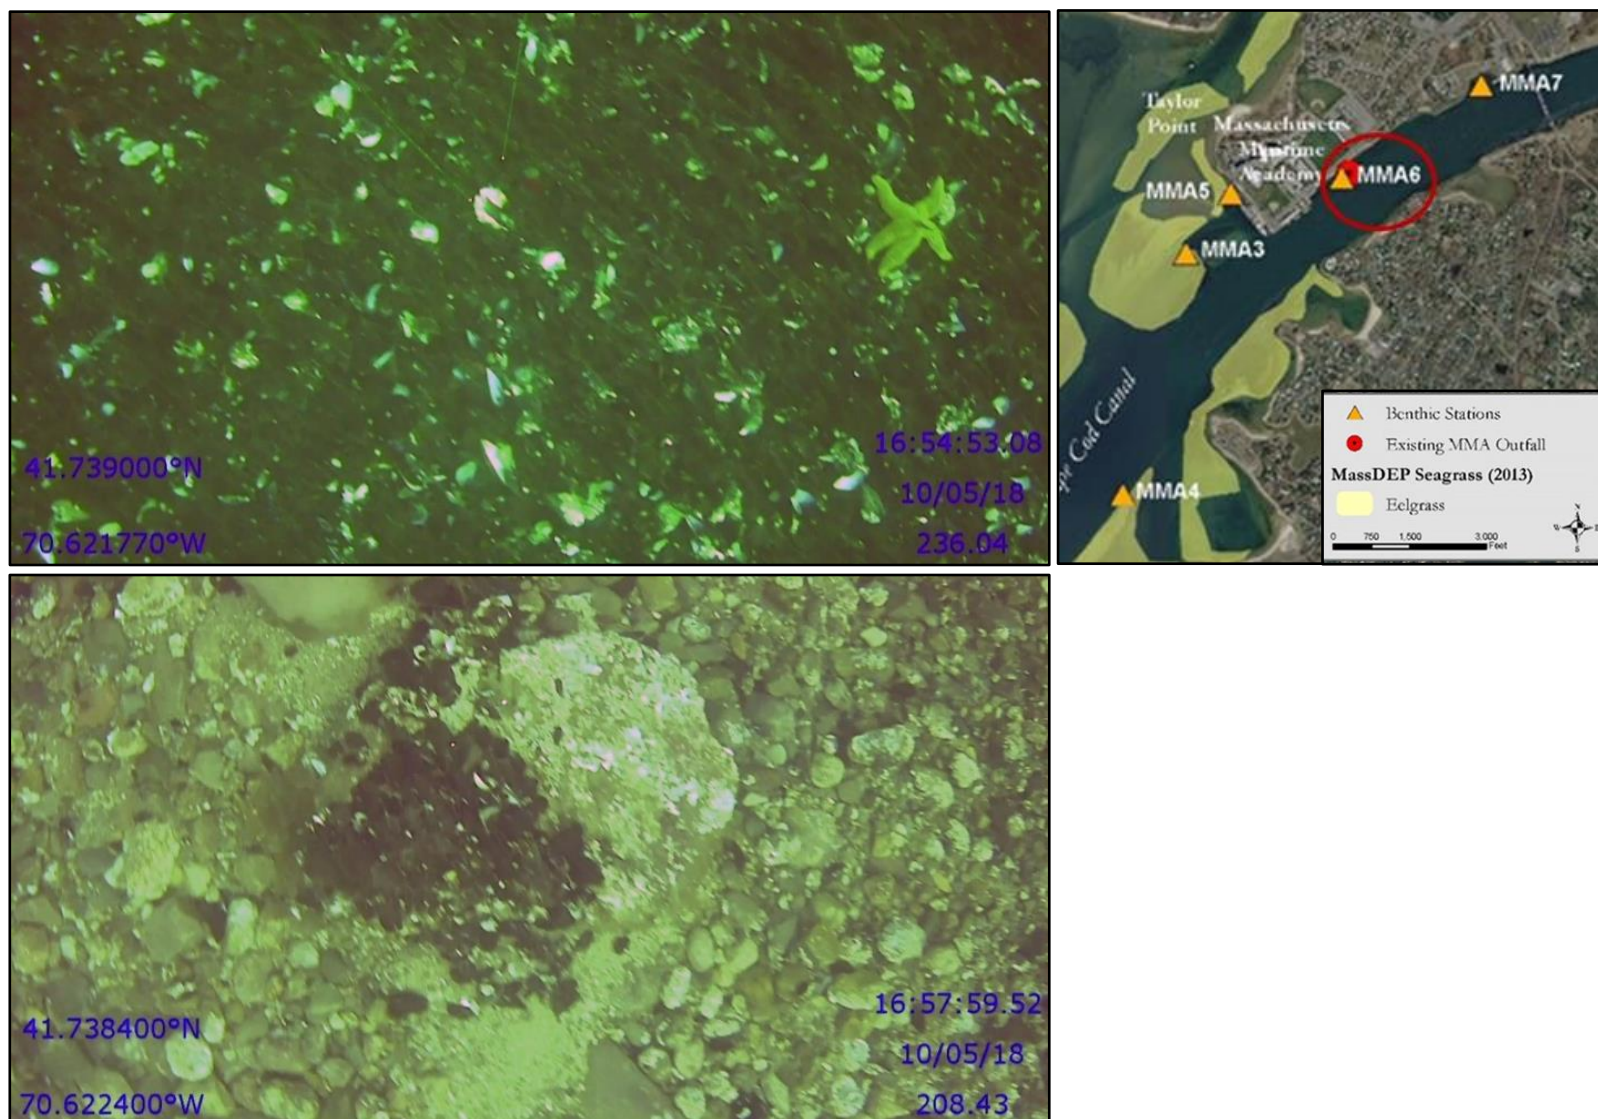 41.739000°N
70.621770°W
16:54:53.08
10/05/18
236.04
MMA7
Taylor
Point
Massachusetts
Maritime
Academy
MMA6
MMA5
MMA3
Cod Canal
MMA4
Benthic Stations
Existing MMA Outfall
MassDEP Seagrass (2013)
Eelgrass
N
W
E
S
0 750 1,500 3,000
Feet
41.738400°N
70.622400°W
16:57:59.52
10/05/18
208.43